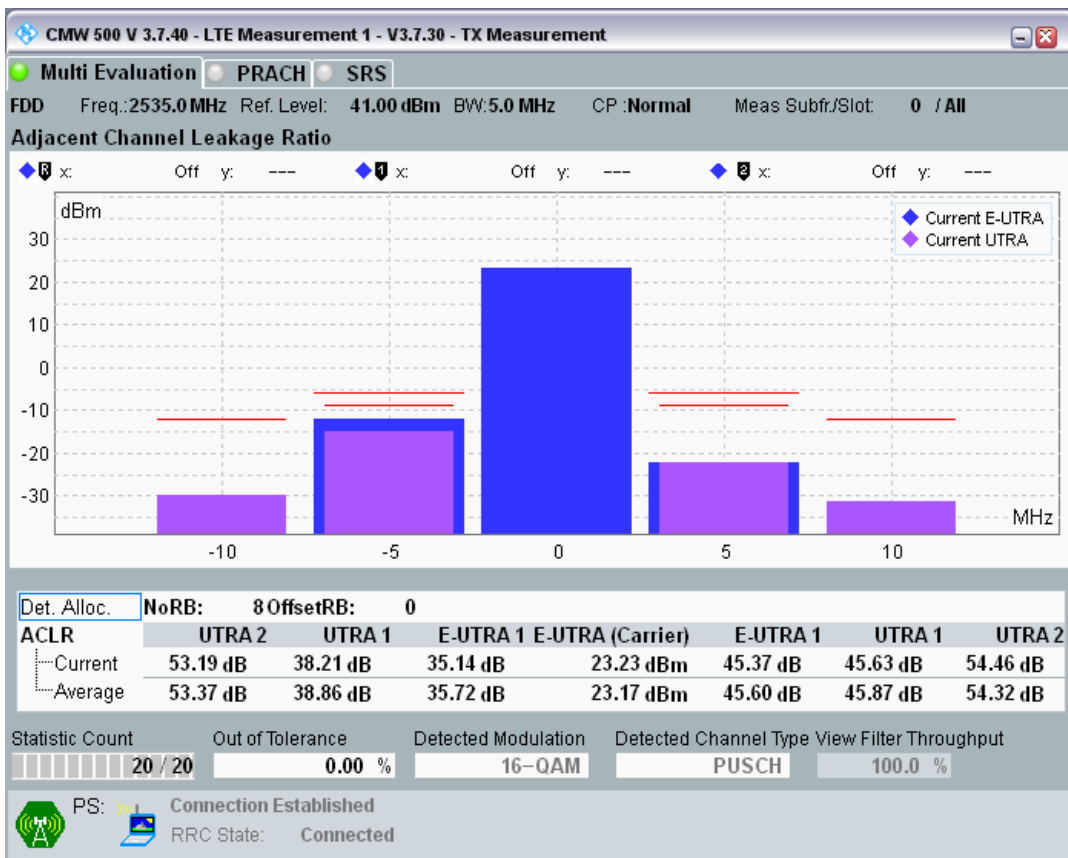 CMW 500 V 3.7.40 - LTE Measurement 1 - V3.7.30 - TX Measurement
Multi Evaluation PRACH SRS
FDD Freq.:2535.0 MHz Ref. Level: 41.00 dBm BW:5.0 MHz CP :Normal Meas Subfr./Slot: 0 / All
Adjacent Channel Leakage Ratio
R x: Off y: --- 1 x: Off y: --- 2 x: Off y: ---
dBm
Current E-UTRA
Current UTRA
30
20
10
0
-10
-20
-30
MHz
-10 -5 0 5 10
Det. Alloc. NoRB: 8 OffsetRB: 0
ACLR UTRA 2 UTRA 1 E-UTRA 1 E-UTRA (Carrier) E-UTRA 1 UTRA 1 UTRA 2
Current 53.19 dB 38.21 dB 35.14 dB 23.23 dBm 45.37 dB 45.63 dB 54.46 dB
Average 53.37 dB 38.86 dB 35.72 dB 23.17 dBm 45.60 dB 45.87 dB 54.32 dB
Statistic Count Out of Tolerance Detected Modulation Detected Channel Type View Filter Throughput
20 / 20 0.00 % 16-QAM PUSCH 100.0 %
PS: Connection Established
RRC State: Connected